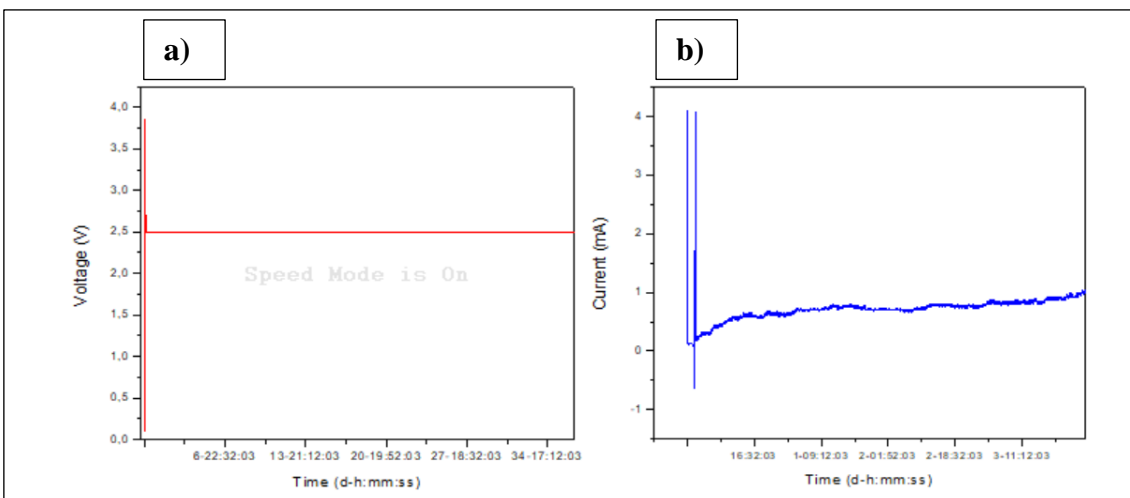 a)
b)
4,0
3,5
3,0
2,5
2,0
1,5
1,0
0,5
0,0
Voltage (V)
Speed Mode is On
6-22:32:03 13-21:12:03 20-19:52:03 27-18:32:03 34-17:12:03
Time (d-h:mm:ss)
4
3
2
1
0
-1
Current (mA)
16:32:03 1-09:12:03 2-01:52:03 2-18:32:03 3-11:12:03
Time (d-h:mm:ss)